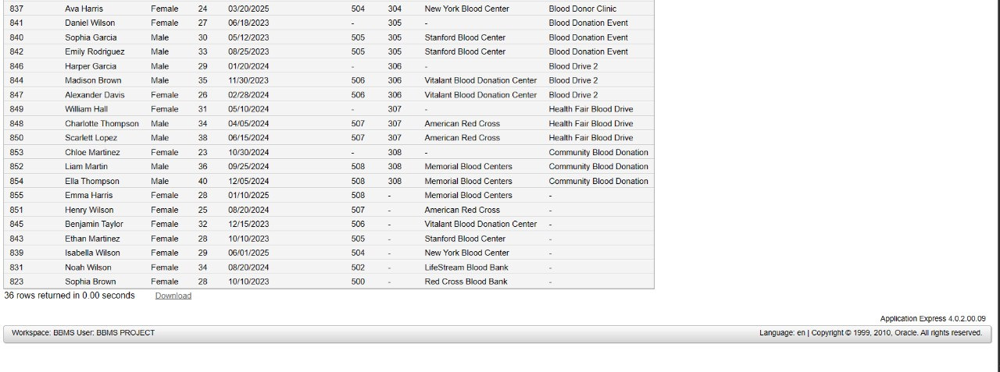 837 Ava Harris Female 24 03/20/2025 504 304 New York Blood Center Blood Donor Clinic
841 Daniel Wilson Female 27 06/18/2023 - 305 - Blood Donation Event
840 Sophia Garcia Male 30 05/12/2023 505 305 Stanford Blood Center Blood Donation Event
842 Emily Rodriguez Male 33 08/25/2023 505 305 Stanford Blood Center Blood Donation Event
846 Harper Garcia Male 29 01/20/2024 - 306 - Blood Drive 2
844 Madison Brown Male 35 11/30/2023 506 306 Vitalant Blood Donation Center Blood Drive 2
847 Alexander Davis Female 26 02/28/2024 506 306 Vitalant Blood Donation Center Blood Drive 2
849 William Hall Female 31 05/10/2024 - 307 - Health Fair Blood Drive
848 Charlotte Thompson Male 34 04/05/2024 507 307 American Red Cross Health Fair Blood Drive
850 Scarlett Lopez Male 38 06/15/2024 507 307 American Red Cross Health Fair Blood Drive
853 Chloe Martinez Female 23 10/30/2024 - 308 - Community Blood Donation
852 Liam Martin Male 36 09/25/2024 508 308 Memorial Blood Centers Community Blood Donation
854 Ella Thompson Male 40 12/05/2024 508 308 Memorial Blood Centers Community Blood Donation
855 Emma Harris Female 28 01/10/2025 508 - Memorial Blood Centers -
851 Henry Wilson Female 25 08/20/2024 507 - American Red Cross -
845 Benjamin Taylor Female 32 12/15/2023 506 - Vitalant Blood Donation Center -
843 Ethan Martinez Female 28 10/10/2023 505 - Stanford Blood Center -
839 Isabella Wilson Female 29 06/01/2025 504 - New York Blood Center -
831 Noah Wilson Female 34 08/20/2024 502 - LifeStream Blood Bank -
823 Sophia Brown Female 28 10/10/2023 500 - Red Cross Blood Bank -
36 rows returned in 0.00 seconds Download
Application Express 4.0.2.00.09
Workspace: BBMS User: BBMS PROJECT Language: en | Copyright © 1999, 2010, Oracle. All rights reserved.